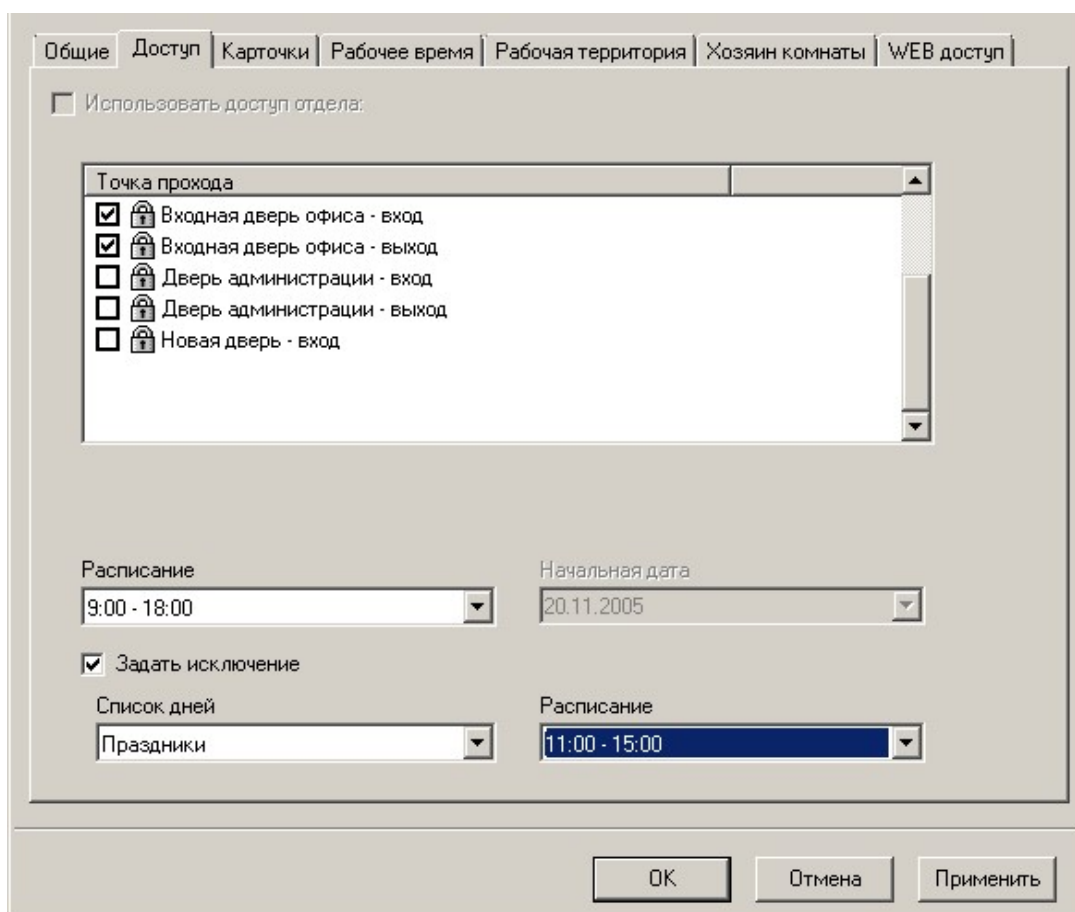 Общие Доступ Карточки Рабочее время Рабочая территория Хозяин комнаты WEB доступ
Использовать доступ отдела:
Точка прохода
Входная дверь офиса - вход
Входная дверь офиса - выход
Дверь администрации - вход
Дверь администрации - выход
Новая дверь - вход
Расписание Начальная дата
9:00 - 18:00 20.11.2005
Задать исключение
Список дней Расписание
Праздники 11:00 - 15:00
OK Отмена Применить